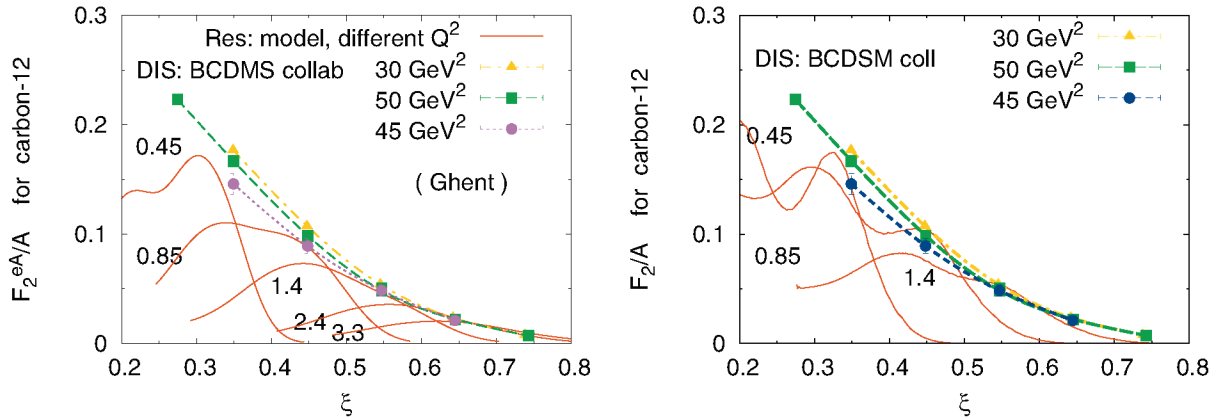 0.3
0.2
0.1
0
F₂ᵉᴬ/A for carbon-12
Res: model, different Q²
DIS: BCDMS collab
30 GeV²
50 GeV²
45 GeV²
( Ghent )
0.45
0.85
1.4
2.4
3.3
0.2 0.3 0.4 0.5 0.6 0.7 0.8
ξ
0.3
0.2
0.1
0
F₂/A for carbon-12
DIS: BCDSM coll
30 GeV²
50 GeV²
45 GeV²
0.45
0.85
1.4
0.2 0.3 0.4 0.5 0.6 0.7 0.8
ξ